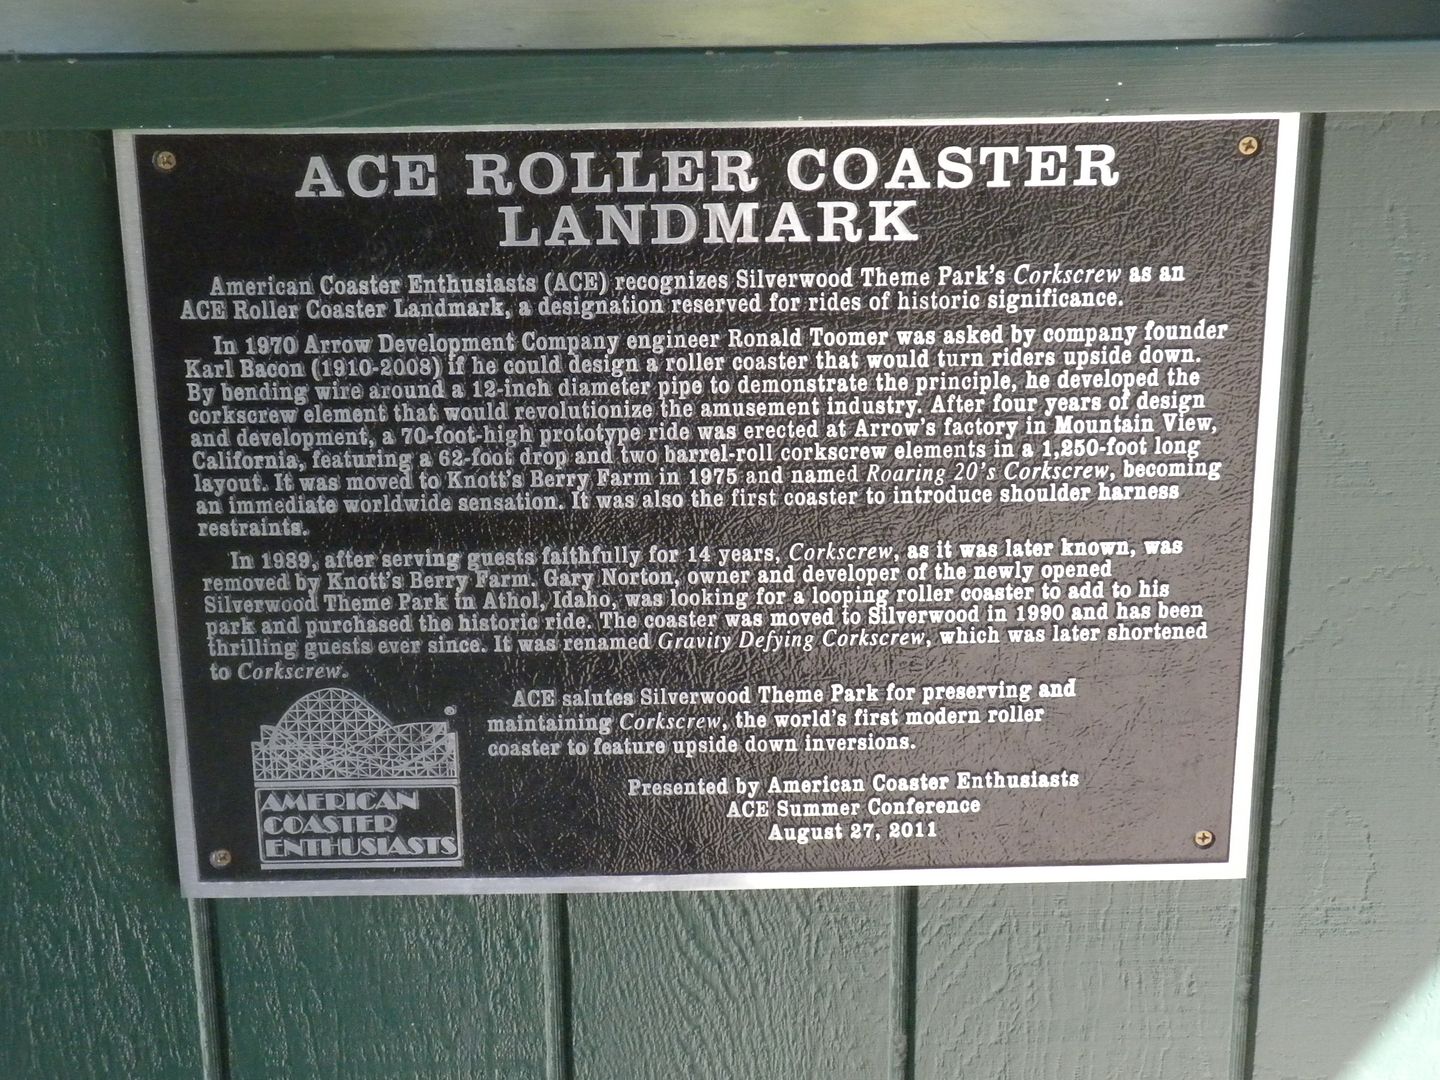 ACE ROLLER COASTER
LANDMARK
American Coaster Enthusiasts (ACE) recognizes Silverwood Theme Park's Corkscrew as an
ACE Roller Coaster Landmark, a designation reserved for rides of historic significance.
In 1970 Arrow Development Company engineer Ronald Toomer was asked by company founder
Karl Bacon (1910-2008) if he could design a roller coaster that would turn riders upside down.
By bending wire around a 12-inch diameter pipe to demonstrate the principle, he developed the
corkscrew element that would revolutionize the amusement industry. After four years of design
and development, a 70-foot-high prototype ride was erected at Arrow's factory in Mountain View,
California, featuring a 62-foot drop and two barrel-roll corkscrew elements in a 1,250-foot long
layout. It was moved to Knott's Berry Farm in 1975 and named Roaring 20's Corkscrew, becoming
an immediate worldwide sensation. It was also the first coaster to introduce shoulder harness
restraints.
In 1989, after serving guests faithfully for 14 years, Corkscrew, as it was later known, was
removed by Knott's Berry Farm. Gary Norton, owner and developer of the newly opened
Silverwood Theme Park in Athol, Idaho, was looking for a looping roller coaster to add to his
park and purchased the historic ride. The coaster was moved to Silverwood in 1990 and has been
thrilling guests ever since. It was renamed Gravity Defying Corkscrew, which was later shortened
to Corkscrew.
ACE salutes Silverwood Theme Park for preserving and
maintaining Corkscrew, the world's first modern roller
coaster to feature upside down inversions.
Presented by American Coaster Enthusiasts
ACE Summer Conference
August 27, 2011
®
AMERICAN
COASTER
ENTHUSIASTS